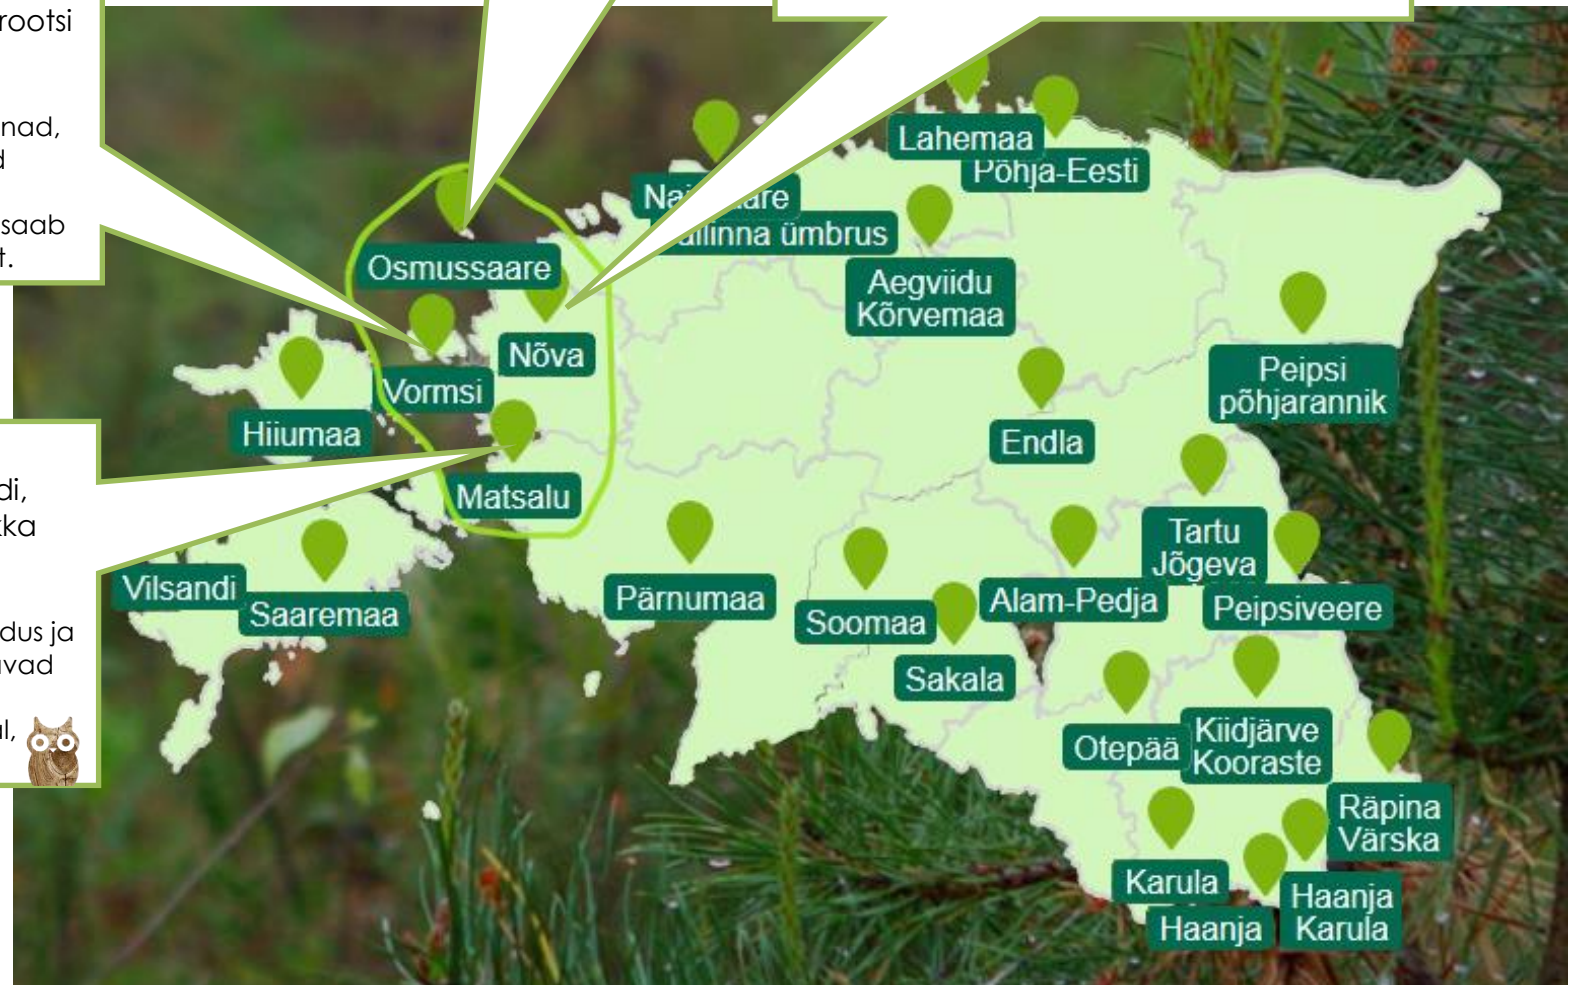 rootsi
nad,
d
saab
t.
di,
kka
dus ja
vad
al,
Lahemaa
Põhja-Eesti
ümbrus
Osmussaare
Aegviidu
Kõrvemaa
Nõva
Vormsi
Hiiumaa
Peipsi
põhjarannik
Endla
Matsalu
Tartu
Jõgeva
Vilsandi
Saaremaa
Pärnumaa
Soomaa
Alam-Pedja
Peipsiveere
Sakala
Otepää
Kiidjärve
Kooraste
Räpina
Värska
Karula
Haanja
Karula
Haanja